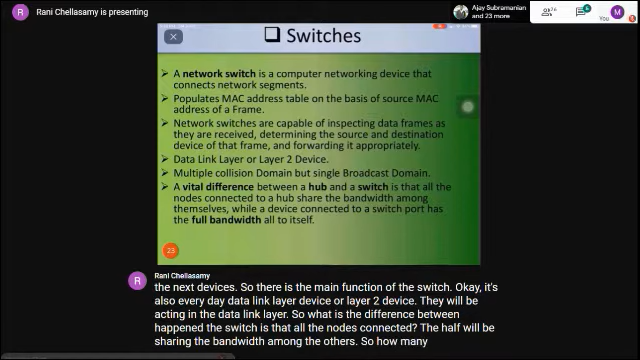 Rani Chellasamy is presenting
Ajay Subramanian
and 23 more
You
M
Switches
A network switch is a computer networking device that
connects network segments.
Populates MAC address table on the basis of source MAC
address of a Frame.
Network switches are capable of inspecting data frames as
they are received, determining the source and destination
device of that frame, and forwarding it appropriately.
Data Link Layer or Layer 2 Device.
Multiple collision Domain but single Broadcast Domain.
A vital difference between a hub and a switch is that all the
nodes connected to a hub share the bandwidth among
themselves, while a device connected to a switch port has
the full bandwidth all to itself.
23
R
Rani Chellasamy
the next devices. So there is the main function of the switch. Okay, it's
also every day data link layer device or layer 2 device. They will be
acting in the data link layer. So what is the difference between
happened the switch is that all the nodes connected? The half will be
sharing the bandwidth among the others. So how many